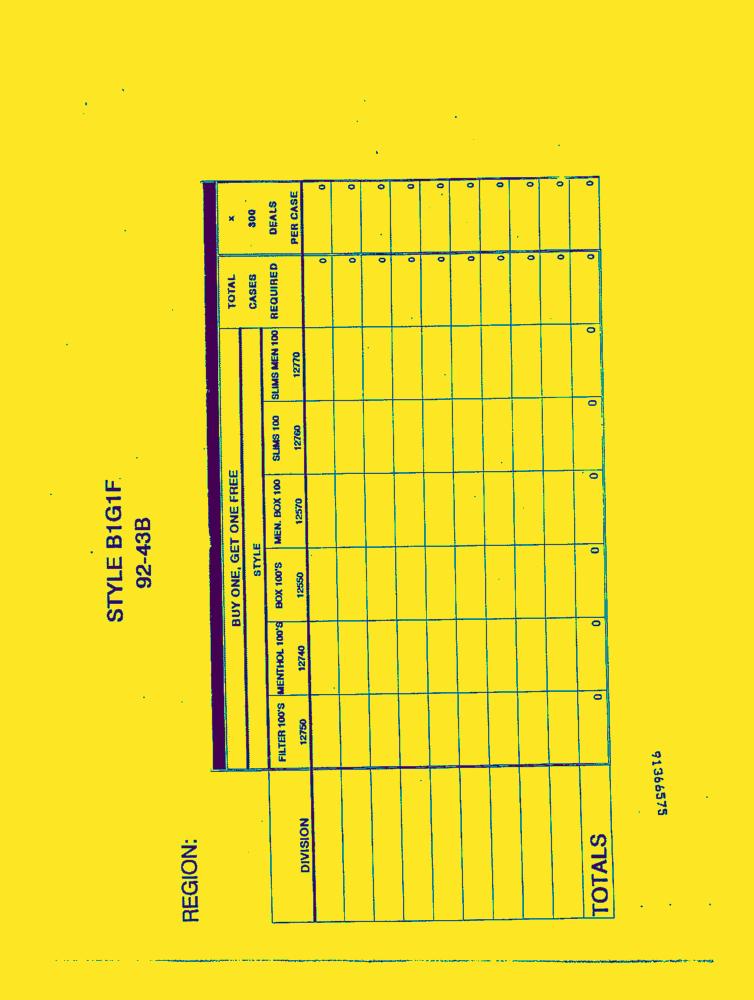 STYLE B1G1F
92-43B
REGION:
BUY ONE, GET ONE FREE TOTAL x
STYLE CASES 300
FILTER 100'S MENTHOL 100'S BOX 100'S MEN. BOX 100 SLIMS 100 SLIMS MEN 100 REQUIRED DEALS
DIVISION 12750 12740 12550 12570 12760 12770 PER CASE
0 0
0 0
0 0
0 0
0 0
0 0
0 0
0 0
0 0
TOTALS 0 0 0 0 0 0 0 0
91366575